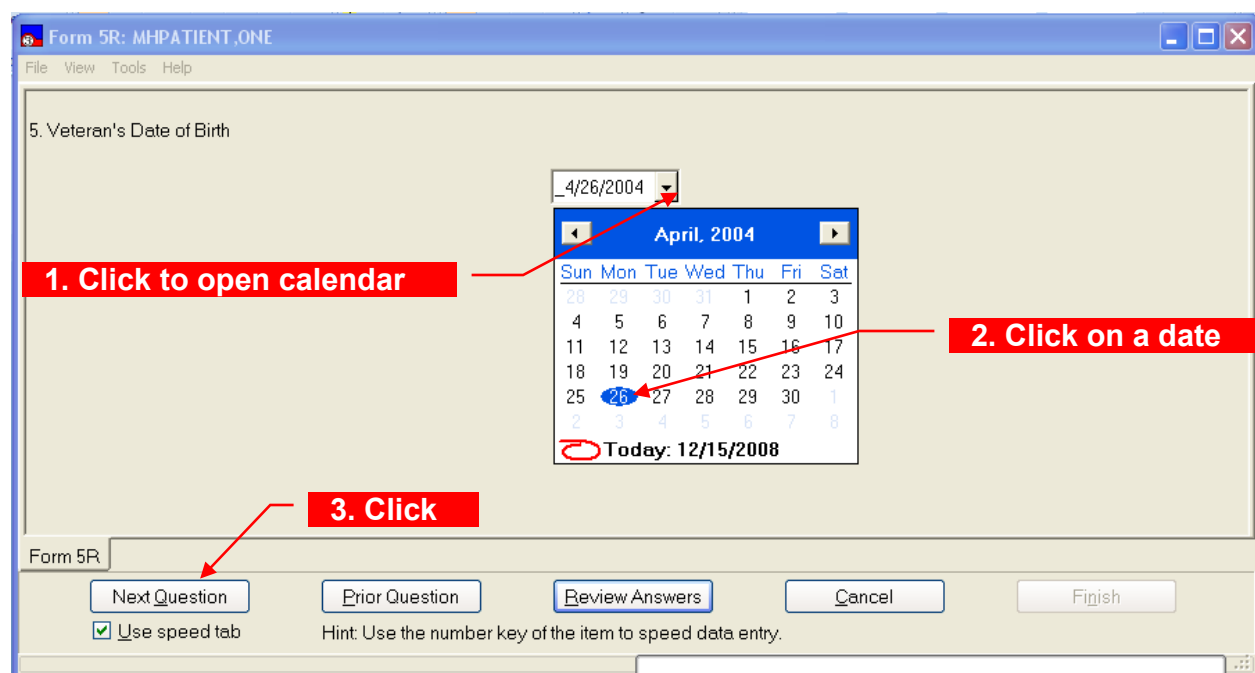 Form 5R: MHPATIENT,ONE
File View Tools Help
5. Veteran's Date of Birth
_4/26/2004
April, 2004
1. Click to open calendar
Sun Mon Tue Wed Thu Fri Sat
28 29 30 31 1 2 3
4 5 6 7 8 9 10
2. Click on a date
11 12 13 14 15 16 17
18 19 20 21 22 23 24
25 26 27 28 29 30 1
2 3 4 5 6 7 8
Today: 12/15/2008
3. Click
Form 5R
Next Question Prior Question Review Answers Cancel Finish
Use speed tab Hint: Use the number key of the item to speed data entry.